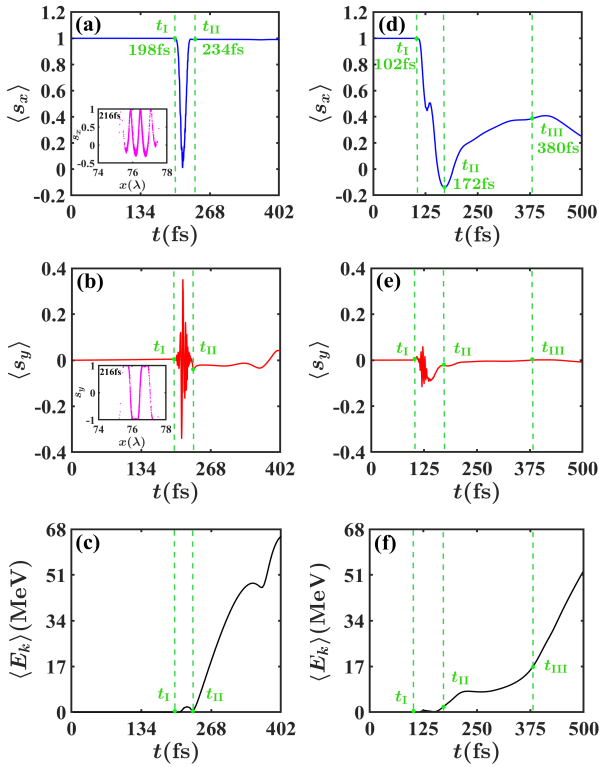 (a)
⟨s_x⟩
1
0.8
0.6
0.4
0.2
0
-0.2
t_I
198fs
t_II
234fs
216fs
s_x
1
0.5
0
-0.5
74 76 78
x(λ)
0 134 268 402
t(fs)
(d)
⟨s_x⟩
1.2
1
0.8
0.6
0.4
0.2
0
-0.2
t_I
102fs
t_II
172fs
t_III
380fs
0 125 250 375 500
t(fs)
(b)
⟨s_y⟩
0.4
0.2
0
-0.2
-0.4
t_I
t_II
216fs
s_y
1
0
-1
74 76 78
x(λ)
0 134 268 402
t(fs)
(e)
⟨s_y⟩
0.4
0.2
0
-0.2
-0.4
t_I
t_II
t_III
0 125 250 375 500
t(fs)
(c)
⟨E_k⟩(MeV)
68
51
34
17
0
t_I
t_II
0 134 268 402
t(fs)
(f)
⟨E_k⟩(MeV)
68
51
34
17
0
t_I
t_II
t_III
0 125 250 375 500
t(fs)